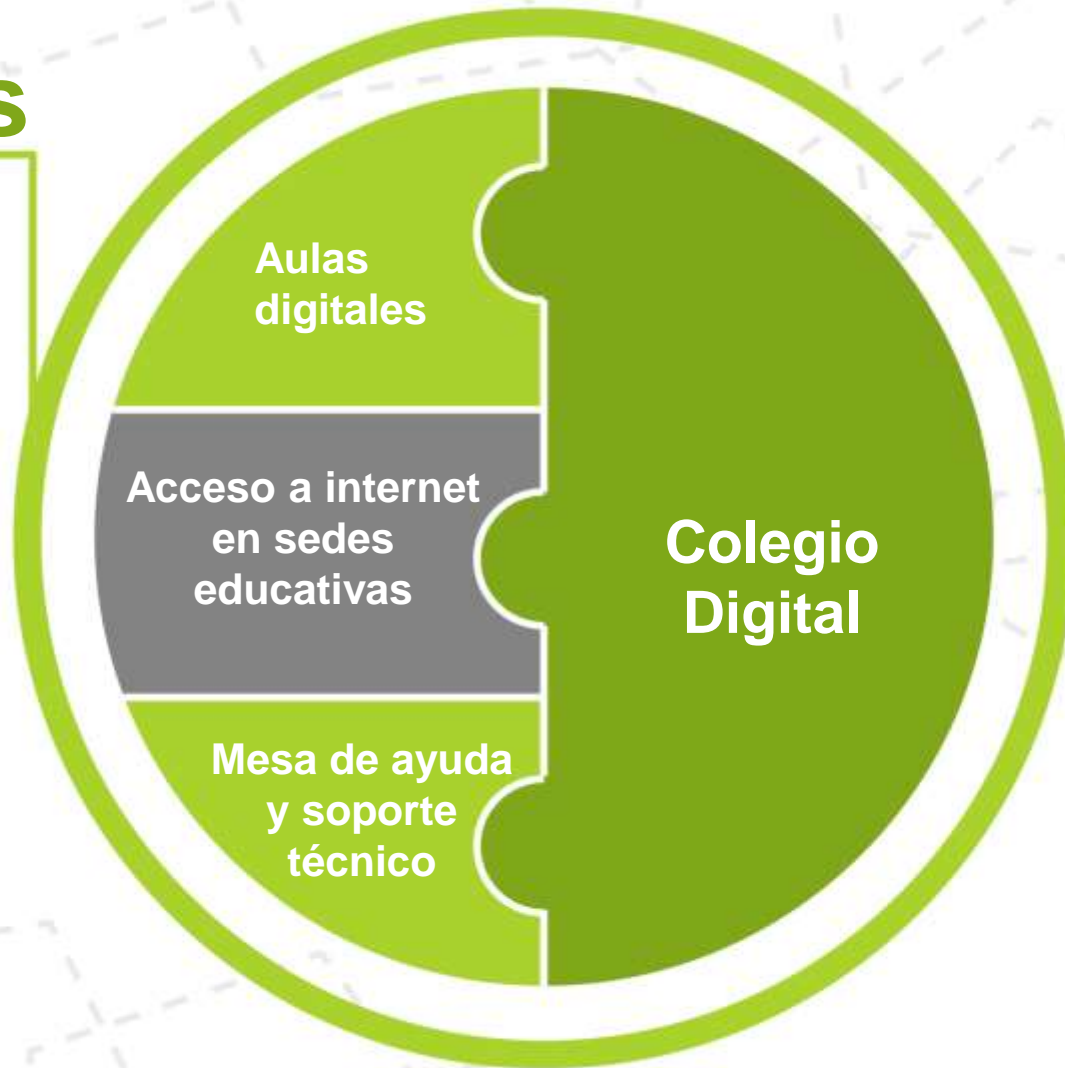 s
Aulas
digitales
Acceso a internet
en sedes
educativas
Colegio
Digital
Mesa de ayuda
y soporte
técnico